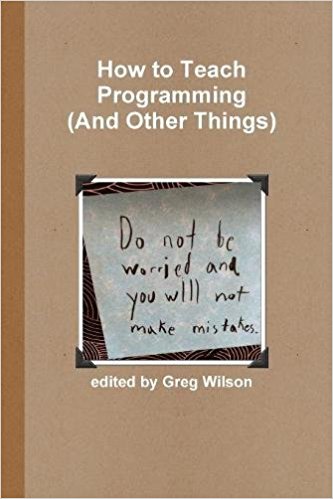 How to Teach
Programming
(And Other Things)
Do not be
worried and
you will not
make mistakes.
edited by Greg Wilson